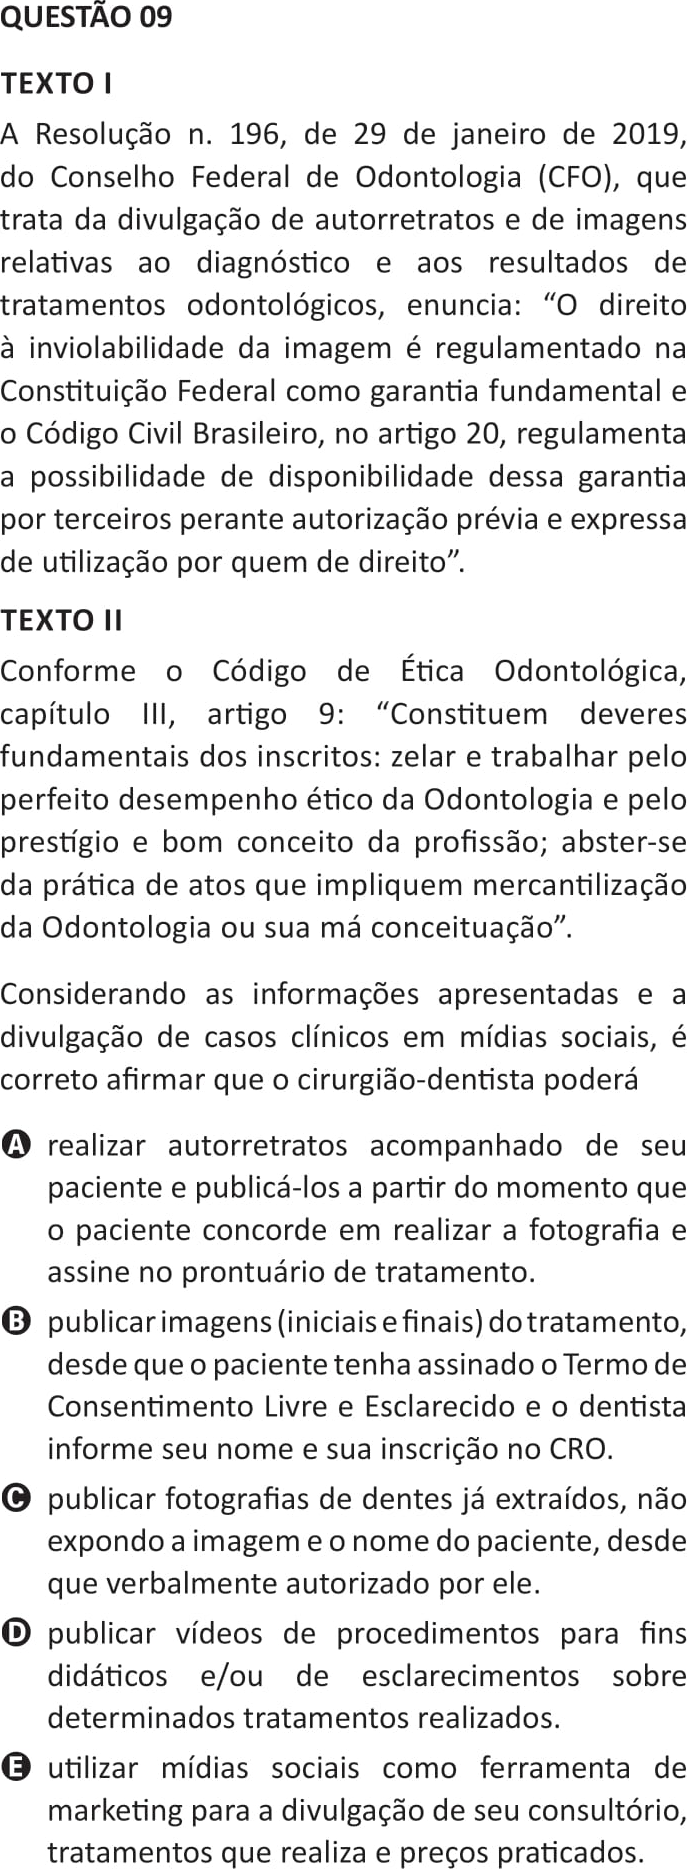 QUESTÃO 09
TEXTO I
A Resolução n. 196, de 29 de janeiro de 2019,
do Conselho Federal de Odontologia (CFO), que
trata da divulgação de autorretratos e de imagens
relativas ao diagnóstico e aos resultados de
tratamentos odontológicos, enuncia: “O direito
à inviolabilidade da imagem é regulamentado na
Constituição Federal como garantia fundamental e
o Código Civil Brasileiro, no artigo 20, regulamenta
a possibilidade de disponibilidade dessa garantia
por terceiros perante autorização prévia e expressa
de utilização por quem de direito”.
TEXTO II
Conforme o Código de Ética Odontológica,
capítulo III, artigo 9: “Constituem deveres
fundamentais dos inscritos: zelar e trabalhar pelo
perfeito desempenho ético da Odontologia e pelo
prestígio e bom conceito da profissão; abster-se
da prática de atos que impliquem mercantilização
da Odontologia ou sua má conceituação”.
Considerando as informações apresentadas e a
divulgação de casos clínicos em mídias sociais, é
correto afirmar que o cirurgião-dentista poderá
A realizar autorretratos acompanhado de seu
paciente e publicá-los a partir do momento que
o paciente concorde em realizar a fotografia e
assine no prontuário de tratamento.
B publicar imagens (iniciais e finais) do tratamento,
desde que o paciente tenha assinado o Termo de
Consentimento Livre e Esclarecido e o dentista
informe seu nome e sua inscrição no CRO.
C publicar fotografias de dentes já extraídos, não
expondo a imagem e o nome do paciente, desde
que verbalmente autorizado por ele.
D publicar vídeos de procedimentos para fins
didáticos e/ou de esclarecimentos sobre
determinados tratamentos realizados.
E utilizar mídias sociais como ferramenta de
marketing para a divulgação de seu consultório,
tratamentos que realiza e preços praticados.